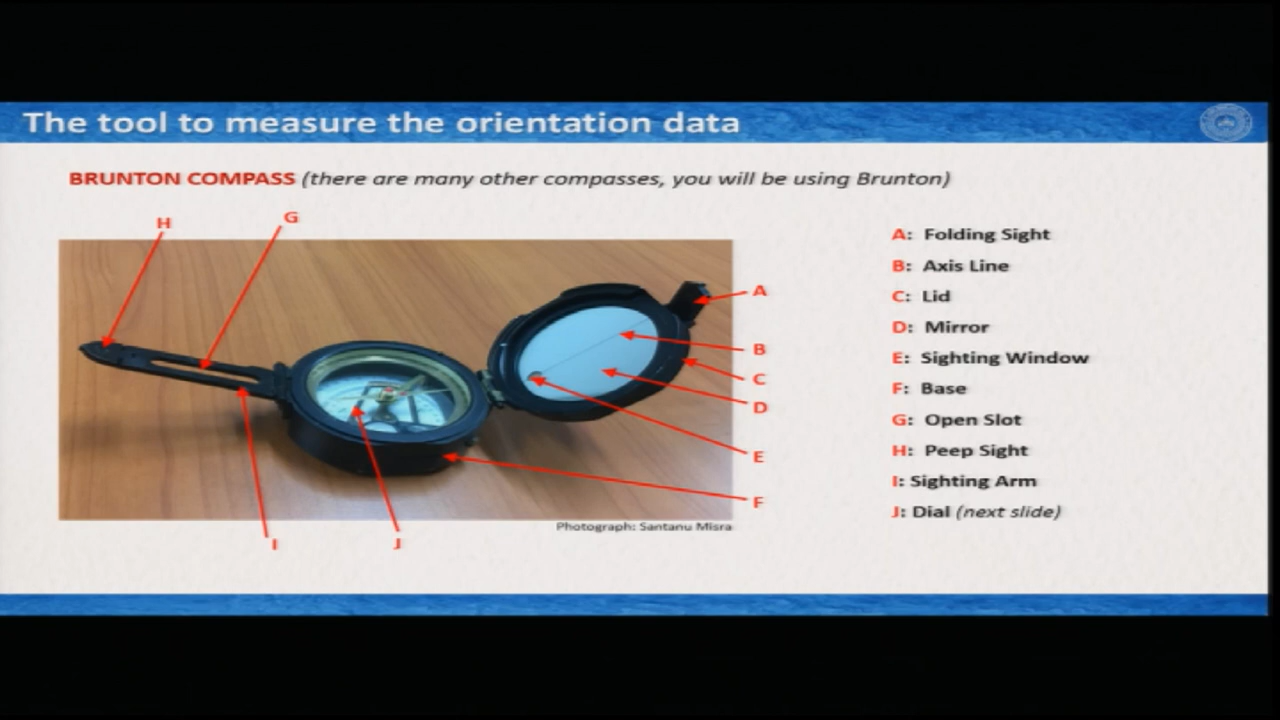 The tool to measure the orientation data
BRUNTON COMPASS (there are many other compasses, you will be using Brunton)
H
G
A
B
C
D
E
F
I
J
Photograph: Santanu Misra
A: Folding Sight
B: Axis Line
C: Lid
D: Mirror
E: Sighting Window
F: Base
G: Open Slot
H: Peep Sight
I: Sighting Arm
J: Dial (next slide)